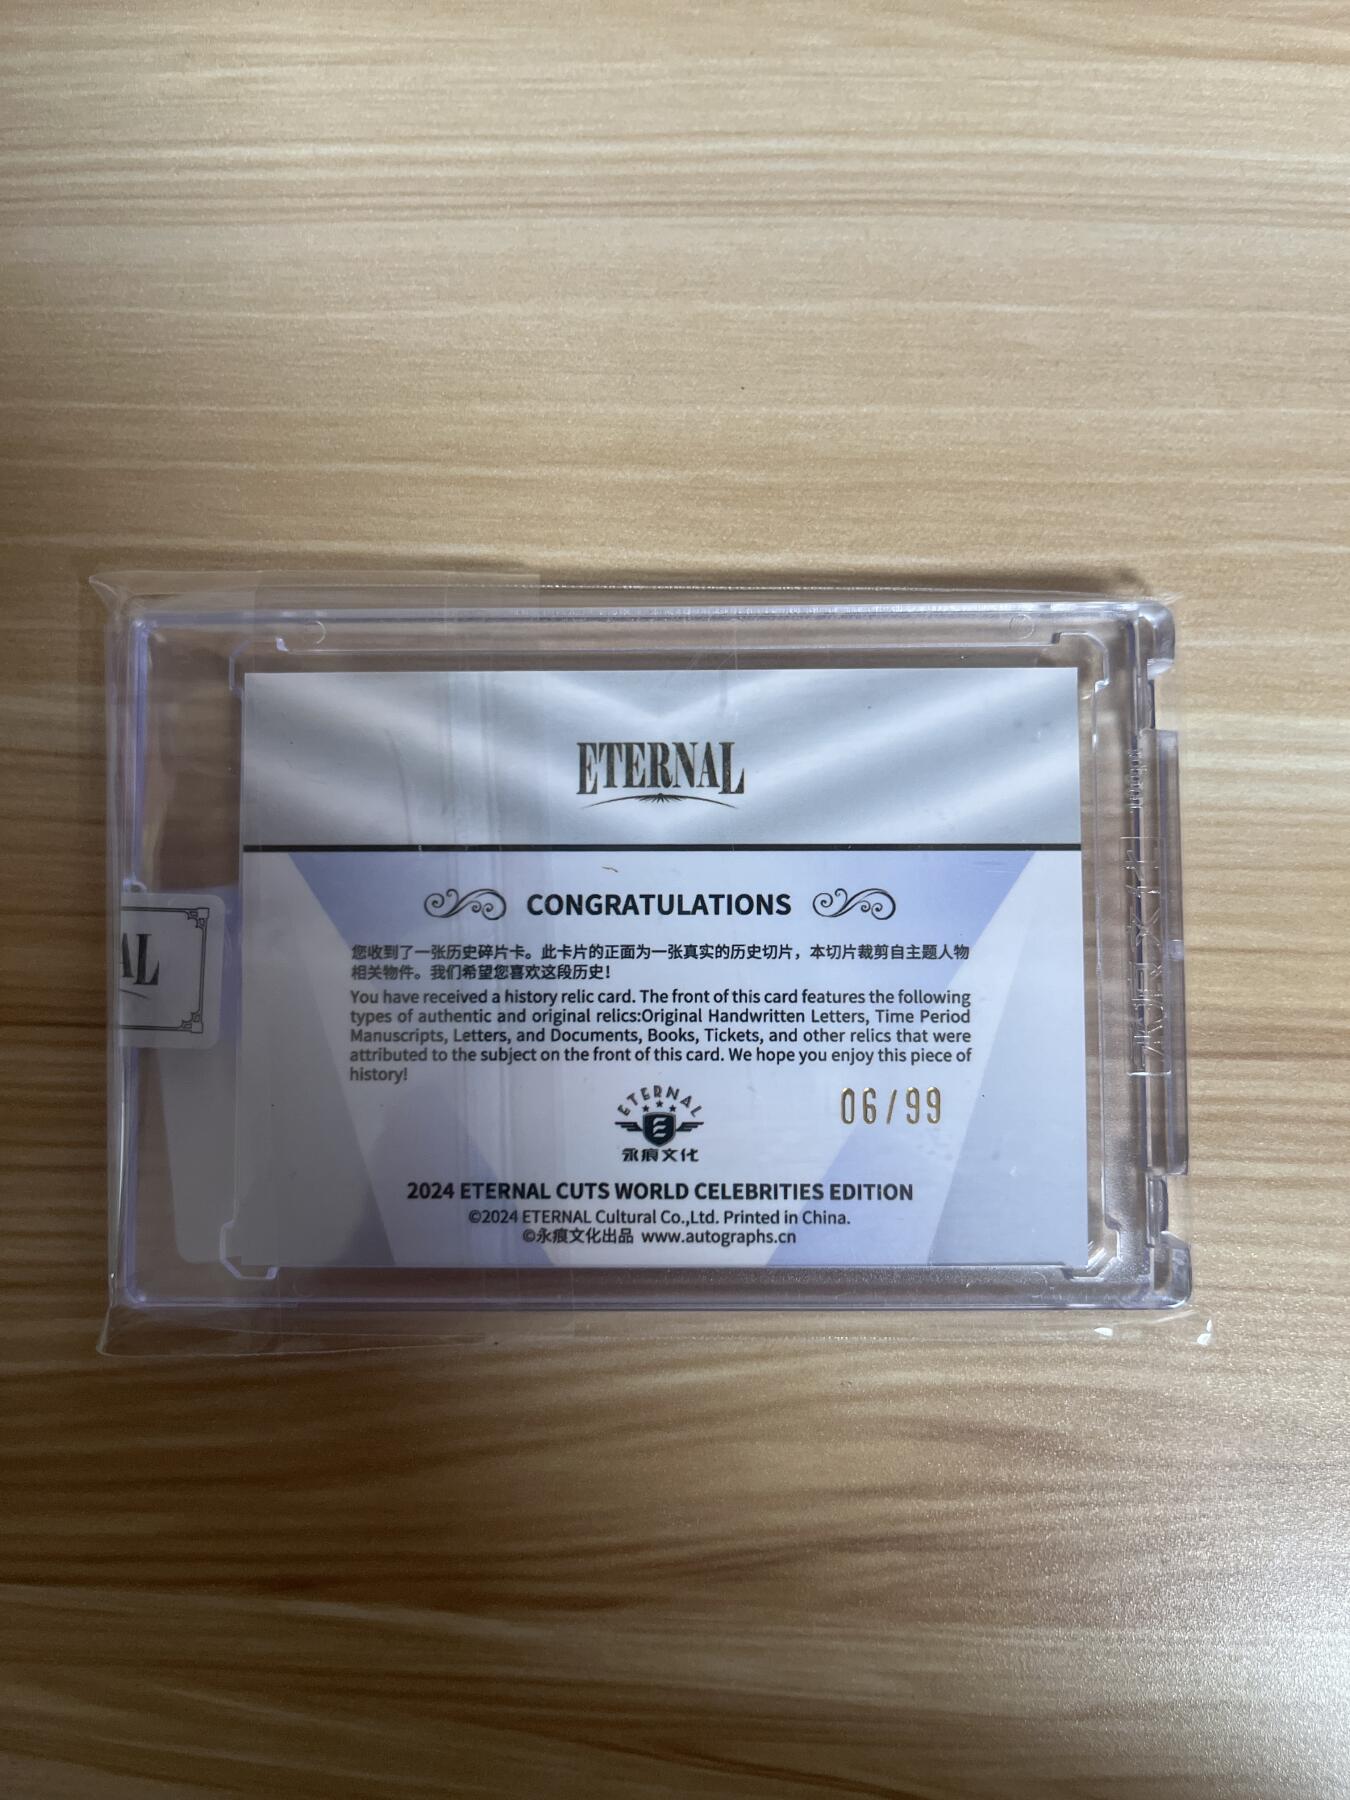 ETERNAL
CONGRATULATIONS
您收到了一张历史碎片卡。此卡片的正面为一张真实的历史切片，本切片裁剪自主题人物
相关物件。我们希望您喜欢这段历史！
You have received a history relic card. The front of this card features the following
types of authentic and original relics:Original Handwritten Letters, Time Period
Manuscripts, Letters, and Documents, Books, Tickets, and other relics that were
attributed to the subject on the front of this card. We hope you enjoy this piece of
history!
AL
ETERNAL
永痕文化
06/99
2024 ETERNAL CUTS WORLD CELEBRITIES EDITION
©2024 ETERNAL Cultural Co.,Ltd. Printed in China.
©永痕文化出品 www.autographs.cn
永痕文化